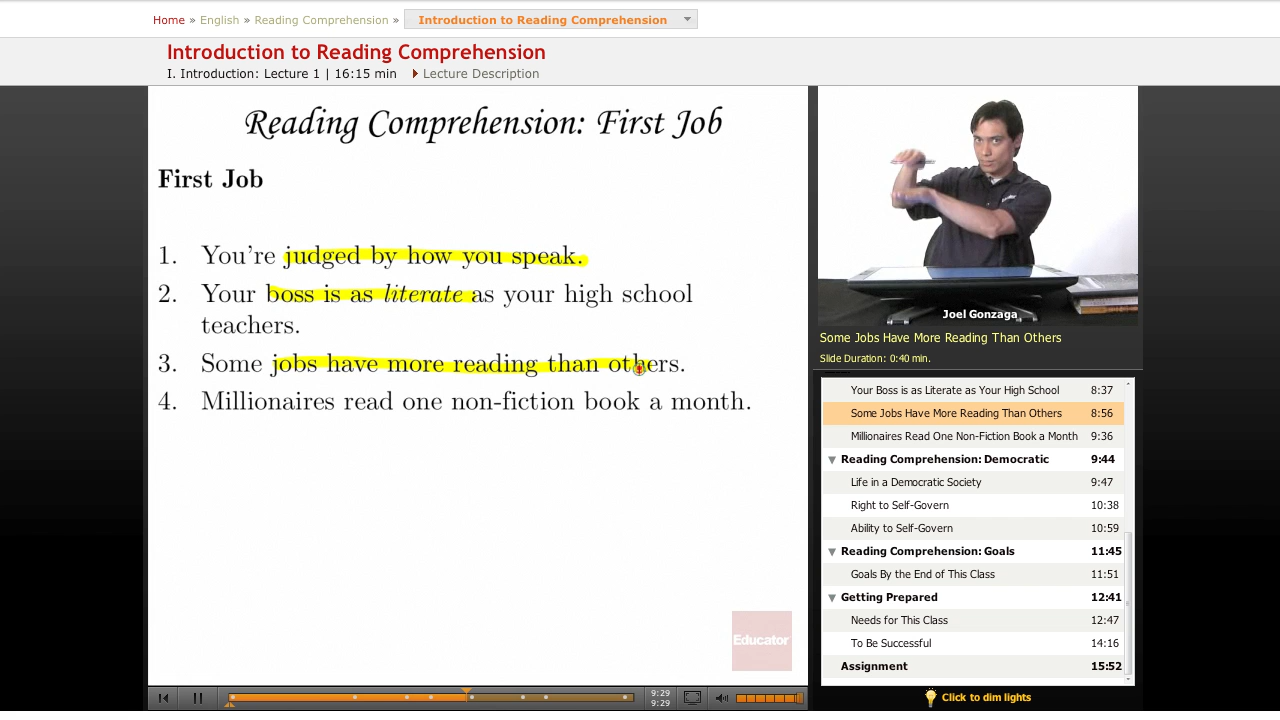 Home » English » Reading Comprehension » Introduction to Reading Comprehension
Introduction to Reading Comprehension
I. Introduction: Lecture 1 | 16:15 min Lecture Description
Reading Comprehension: First Job
First Job
1. You're judged by how you speak.
2. Your boss is as literate as your high school
teachers.
3. Some jobs have more reading than others.
4. Millionaires read one non-fiction book a month.
Educator
9:29
9:29
Joel Gonzaga
Some Jobs Have More Reading Than Others
Slide Duration: 0:40 min.
Your Boss is as Literate as Your High School 8:37
Some Jobs Have More Reading Than Others 8:56
Millionaires Read One Non-Fiction Book a Month 9:36
Reading Comprehension: Democratic 9:44
Life in a Democratic Society 9:47
Right to Self-Govern 10:38
Ability to Self-Govern 10:59
Reading Comprehension: Goals 11:45
Goals By the End of This Class 11:51
Getting Prepared 12:41
Needs for This Class 12:47
To Be Successful 14:16
Assignment 15:52
Click to dim lights